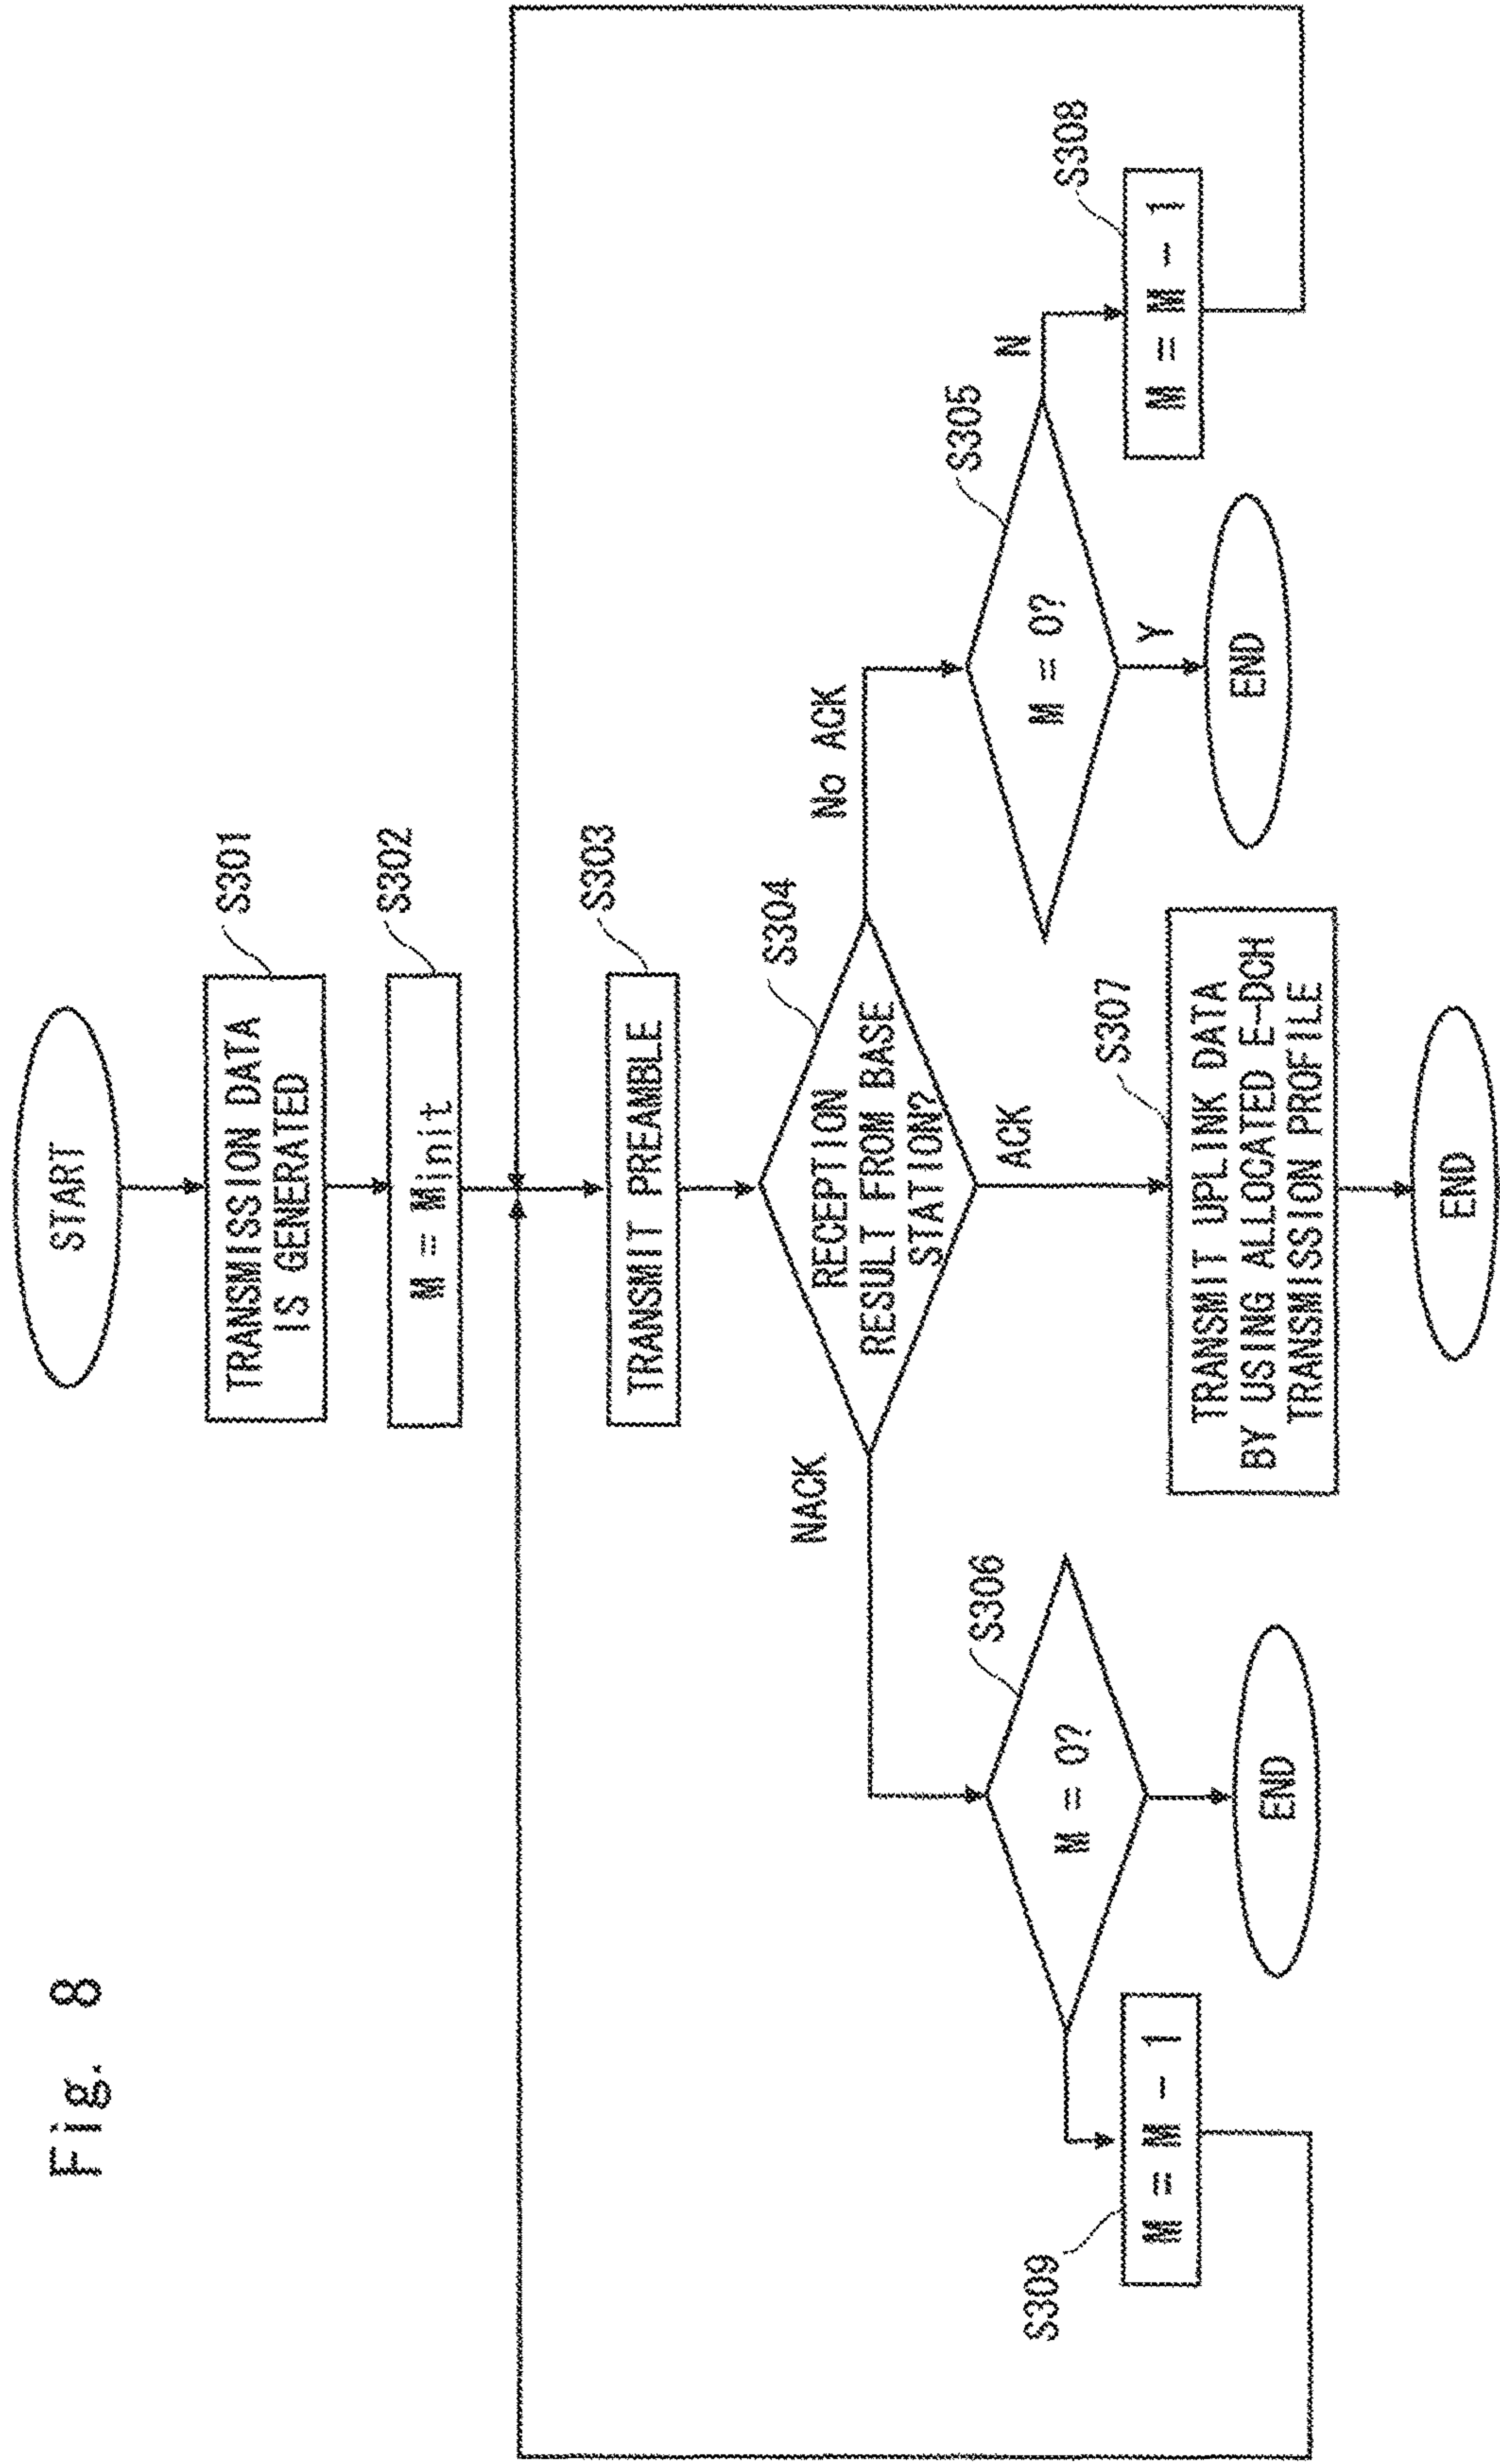 Fig. 8
START
S301
TRANSMISSION DATA
IS GENERATED
S302
M = Minit
S303
TRANSMIT PREAMBLE
S304
RECEPTION
RESULT FROM BASE
STATION?
NACK
ACK
No ACK
S306
M = 0?
S305
M = 0?
N
Y
S309
M = M - 1
END
S307
TRANSMIT UPLINK DATA
BY USING ALLOCATED E-DCH
TRANSMISSION PROFILE
END
S308
M = M - 1
END